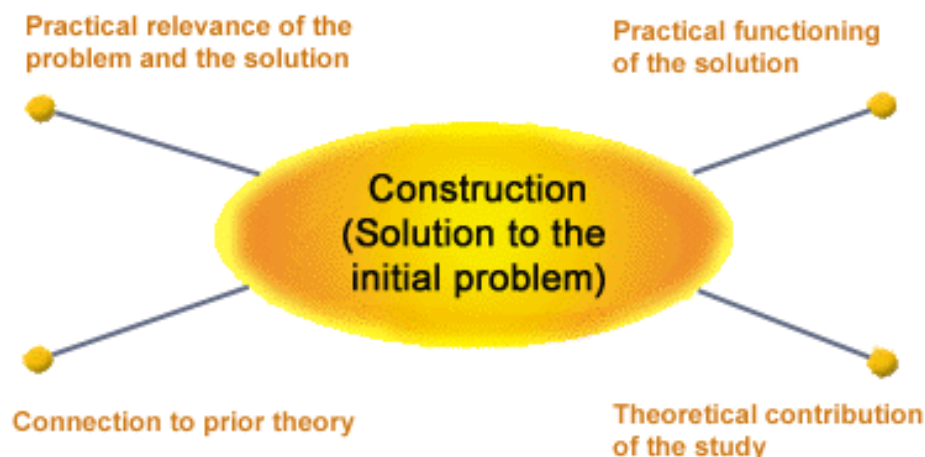 Practical relevance of the
problem and the solution
Practical functioning
of the solution
Construction
(Solution to the
initial problem)
Connection to prior theory
Theoretical contribution
of the study